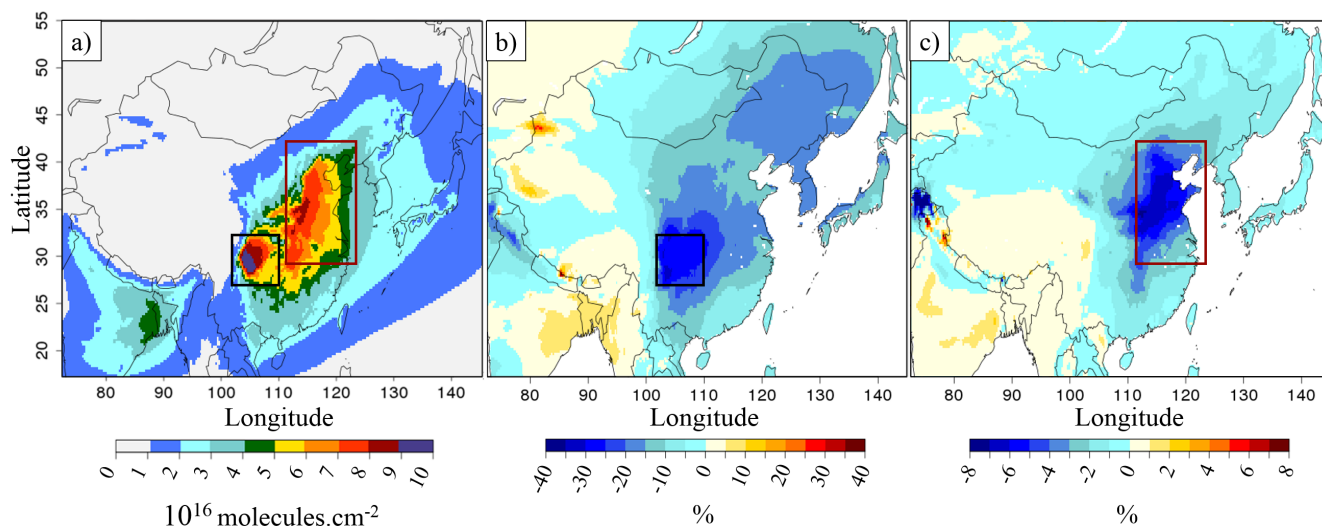 a) b) c)
55
50
45
40
35
30
25
20
Latitude
80 90 100 110 120 130 140 80 90 100 110 120 130 140 80 90 100 110 120 130 140
Longitude Longitude Longitude
0 1 2 3 4 5 6 7 8 9 10 -40 -30 -20 -10 0 10 20 30 40 -8 -6 -4 -2 0 2 4 6 8
10¹⁶ molecules.cm⁻² % %